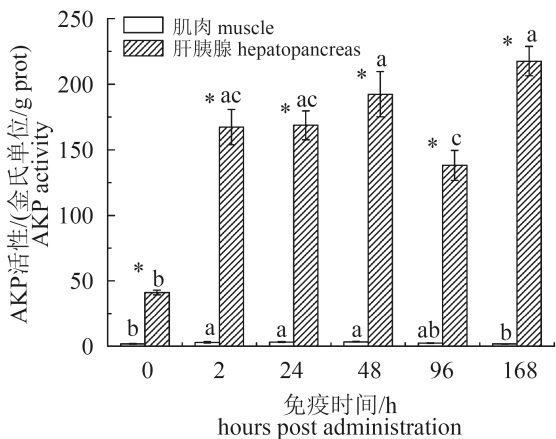 250
200
150
100
50
0
AKP活性/(金氏单位/g prot)
AKP activity
肌肉 muscle
肝胰腺 hepatopancreas
* b b
* ac a
* ac a
* a a
* c ab
* a b
0 2 24 48 96 168
免疫时间/h
hours post administration